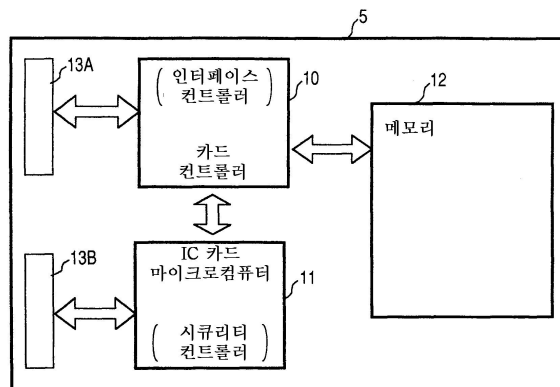 5
13A
( 인터페이스
컨트롤러 )
10
카드
컨트롤러
12
메모리
13B
IC 카드
마이크로컴퓨터
11
( 시큐리티
컨트롤러 )